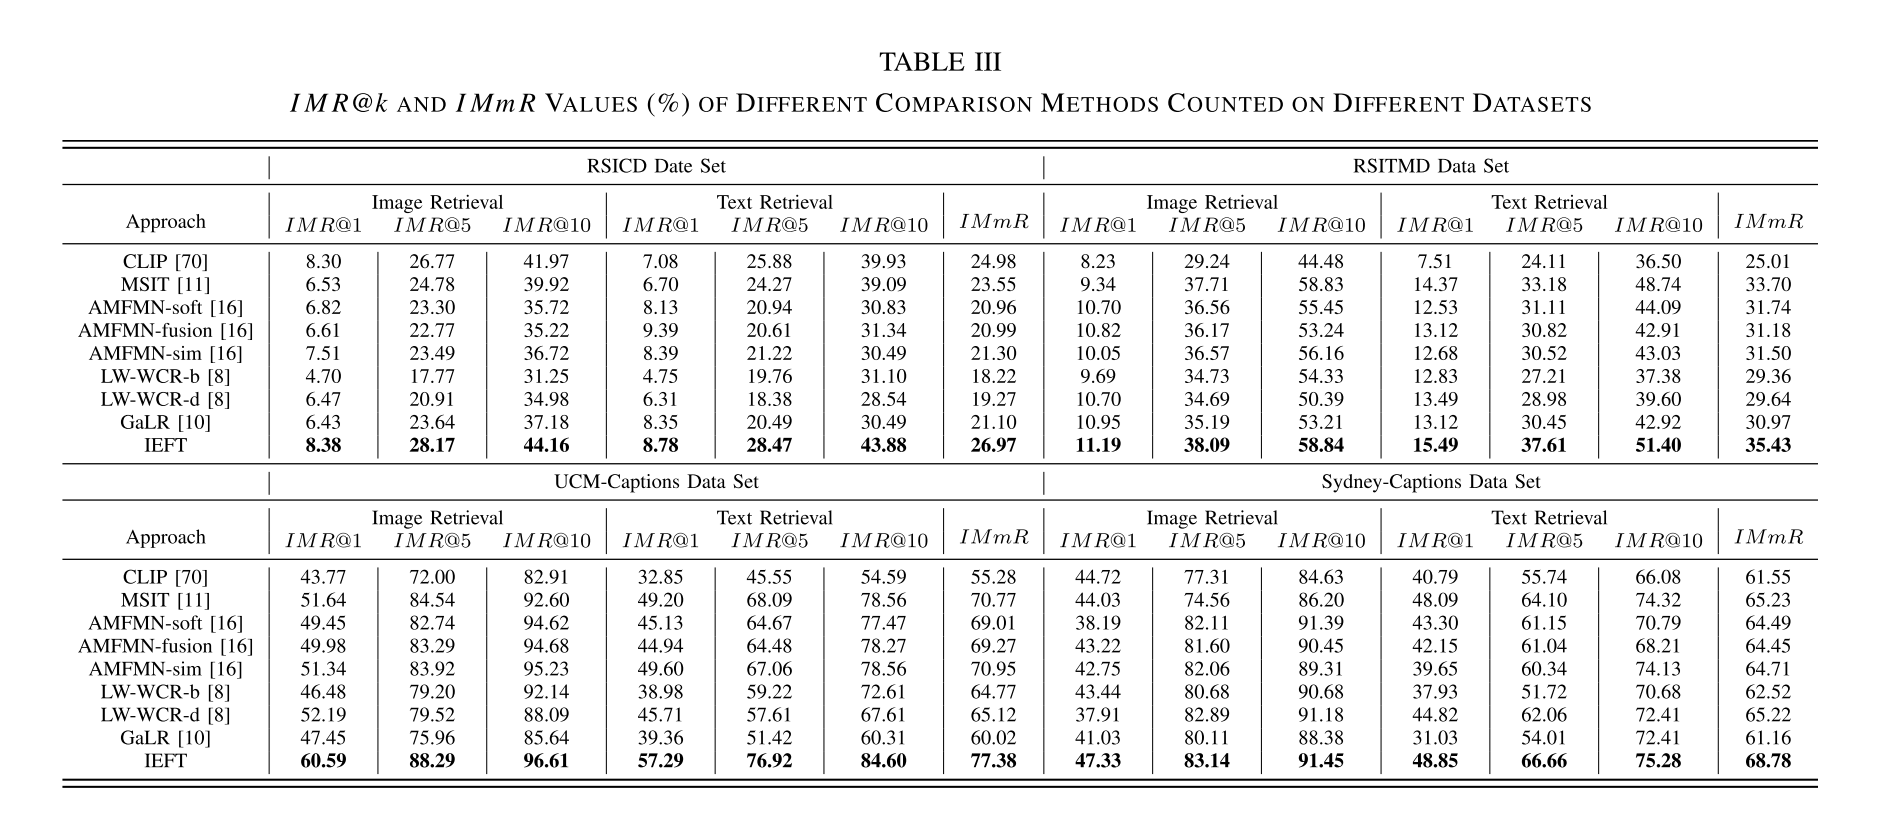 TABLE III
IMR@k AND IMmR VALUES (%) OF DIFFERENT COMPARISON METHODS COUNTED ON DIFFERENT DATASETS
RSICD Date Set RSITMD Data Set
Image Retrieval Text Retrieval Image Retrieval Text Retrieval
Approach IMR@1 IMR@5 IMR@10 IMR@1 IMR@5 IMR@10 IMmR IMR@1 IMR@5 IMR@10 IMR@1 IMR@5 IMR@10 IMmR
CLIP [70] 8.30 26.77 41.97 7.08 25.88 39.93 24.98 8.23 29.24 44.48 7.51 24.11 36.50 25.01
MSIT [11] 6.53 24.78 39.92 6.70 24.27 39.09 23.55 9.34 37.71 58.83 14.37 33.18 48.74 33.70
AMFMN-soft [16] 6.82 23.30 35.72 8.13 20.94 30.83 20.96 10.70 36.56 55.45 12.53 31.11 44.09 31.74
AMFMN-fusion [16] 6.61 22.77 35.22 9.39 20.61 31.34 20.99 10.82 36.17 53.24 13.12 30.82 42.91 31.18
AMFMN-sim [16] 7.51 23.49 36.72 8.39 21.22 30.49 21.30 10.05 36.57 56.16 12.68 30.52 43.03 31.50
LW-WCR-b [8] 4.70 17.77 31.25 4.75 19.76 31.10 18.22 9.69 34.73 54.33 12.83 27.21 37.38 29.36
LW-WCR-d [8] 6.47 20.91 34.98 6.31 18.38 28.54 19.27 10.70 34.69 50.39 13.49 28.98 39.60 29.64
GaLR [10] 6.43 23.64 37.18 8.35 20.49 30.49 21.10 10.95 35.19 53.21 13.12 30.45 42.92 30.97
IEFT 8.38 28.17 44.16 8.78 28.47 43.88 26.97 11.19 38.09 58.84 15.49 37.61 51.40 35.43
UCM-Captions Data Set Sydney-Captions Data Set
Image Retrieval Text Retrieval Image Retrieval Text Retrieval
Approach IMR@1 IMR@5 IMR@10 IMR@1 IMR@5 IMR@10 IMmR IMR@1 IMR@5 IMR@10 IMR@1 IMR@5 IMR@10 IMmR
CLIP [70] 43.77 72.00 82.91 32.85 45.55 54.59 55.28 44.72 77.31 84.63 40.79 55.74 66.08 61.55
MSIT [11] 51.64 84.54 92.60 49.20 68.09 78.56 70.77 44.03 74.56 86.20 48.09 64.10 74.32 65.23
AMFMN-soft [16] 49.45 82.74 94.62 45.13 64.67 77.47 69.01 38.19 82.11 91.39 43.30 61.15 70.79 64.49
AMFMN-fusion [16] 49.98 83.29 94.68 44.94 64.48 78.27 69.27 43.22 81.60 90.45 42.15 61.04 68.21 64.45
AMFMN-sim [16] 51.34 83.92 95.23 49.60 67.06 78.56 70.95 42.75 82.06 89.31 39.65 60.34 74.13 64.71
LW-WCR-b [8] 46.48 79.20 92.14 38.98 59.22 72.61 64.77 43.44 80.68 90.68 37.93 51.72 70.68 62.52
LW-WCR-d [8] 52.19 79.52 88.09 45.71 57.61 67.61 65.12 37.91 82.89 91.18 44.82 62.06 72.41 65.22
GaLR [10] 47.45 75.96 85.64 39.36 51.42 60.31 60.02 41.03 80.11 88.38 31.03 54.01 72.41 61.16
IEFT 60.59 88.29 96.61 57.29 76.92 84.60 77.38 47.33 83.14 91.45 48.85 66.66 75.28 68.78